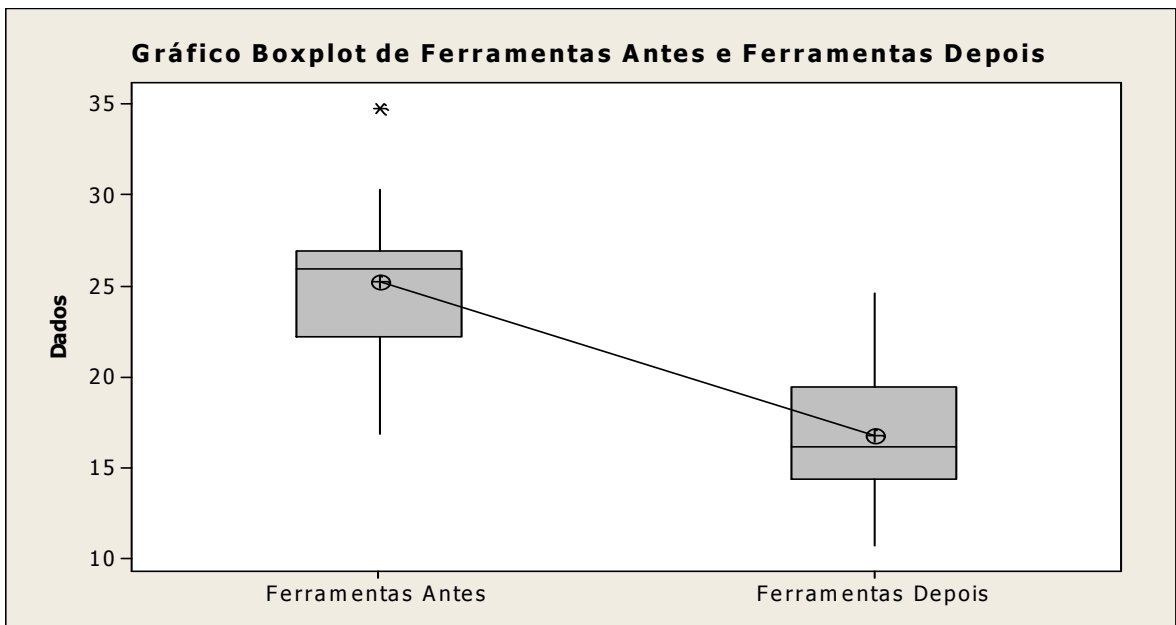 Gráfico Boxplot de Ferramentas Antes e Ferramentas Depois
35
30
25
20
15
10
Dados
Ferramentas Antes
Ferramentas Depois